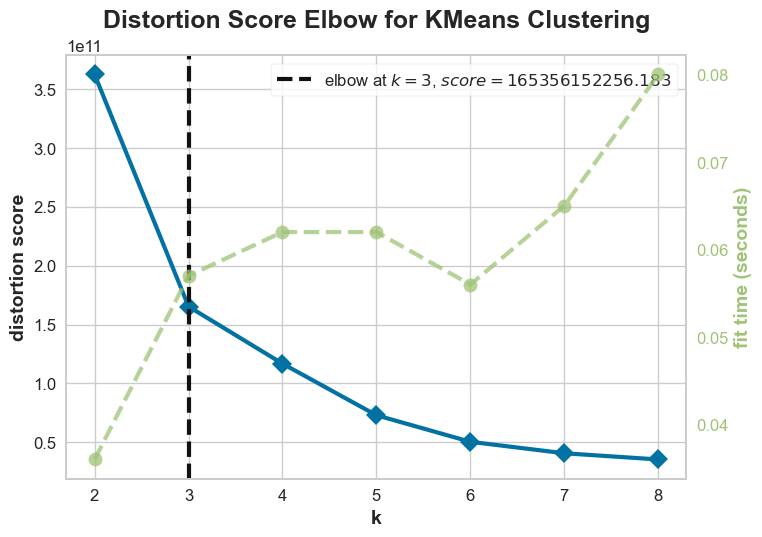 Distortion Score Elbow for KMeans Clustering
1e11
elbow at k = 3, score = 165356152256.183
3.5
3.0
2.5
2.0
1.5
1.0
0.5
distortion score
0.08
0.07
0.06
0.05
0.04
fit time (seconds)
2 3 4 5 6 7 8
k